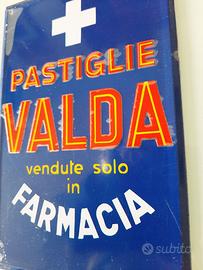 PASTIGLIE
VALDA
vendute solo
in
FARMACIA
subito